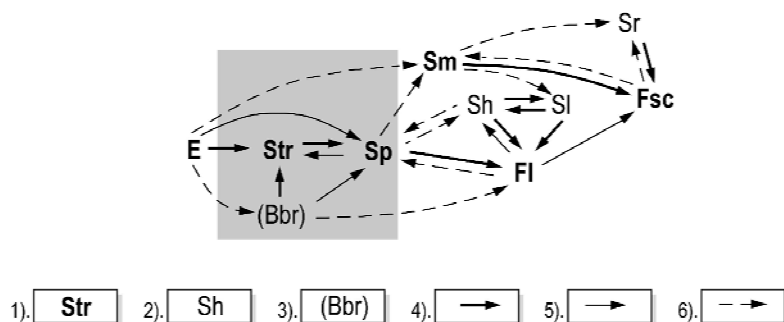 Sr
Sm
Fsc
Sh Sl
E Str Sp Fl
(Bbr)
1). Str 2). Sh 3). (Bbr) 4). 5). 6).